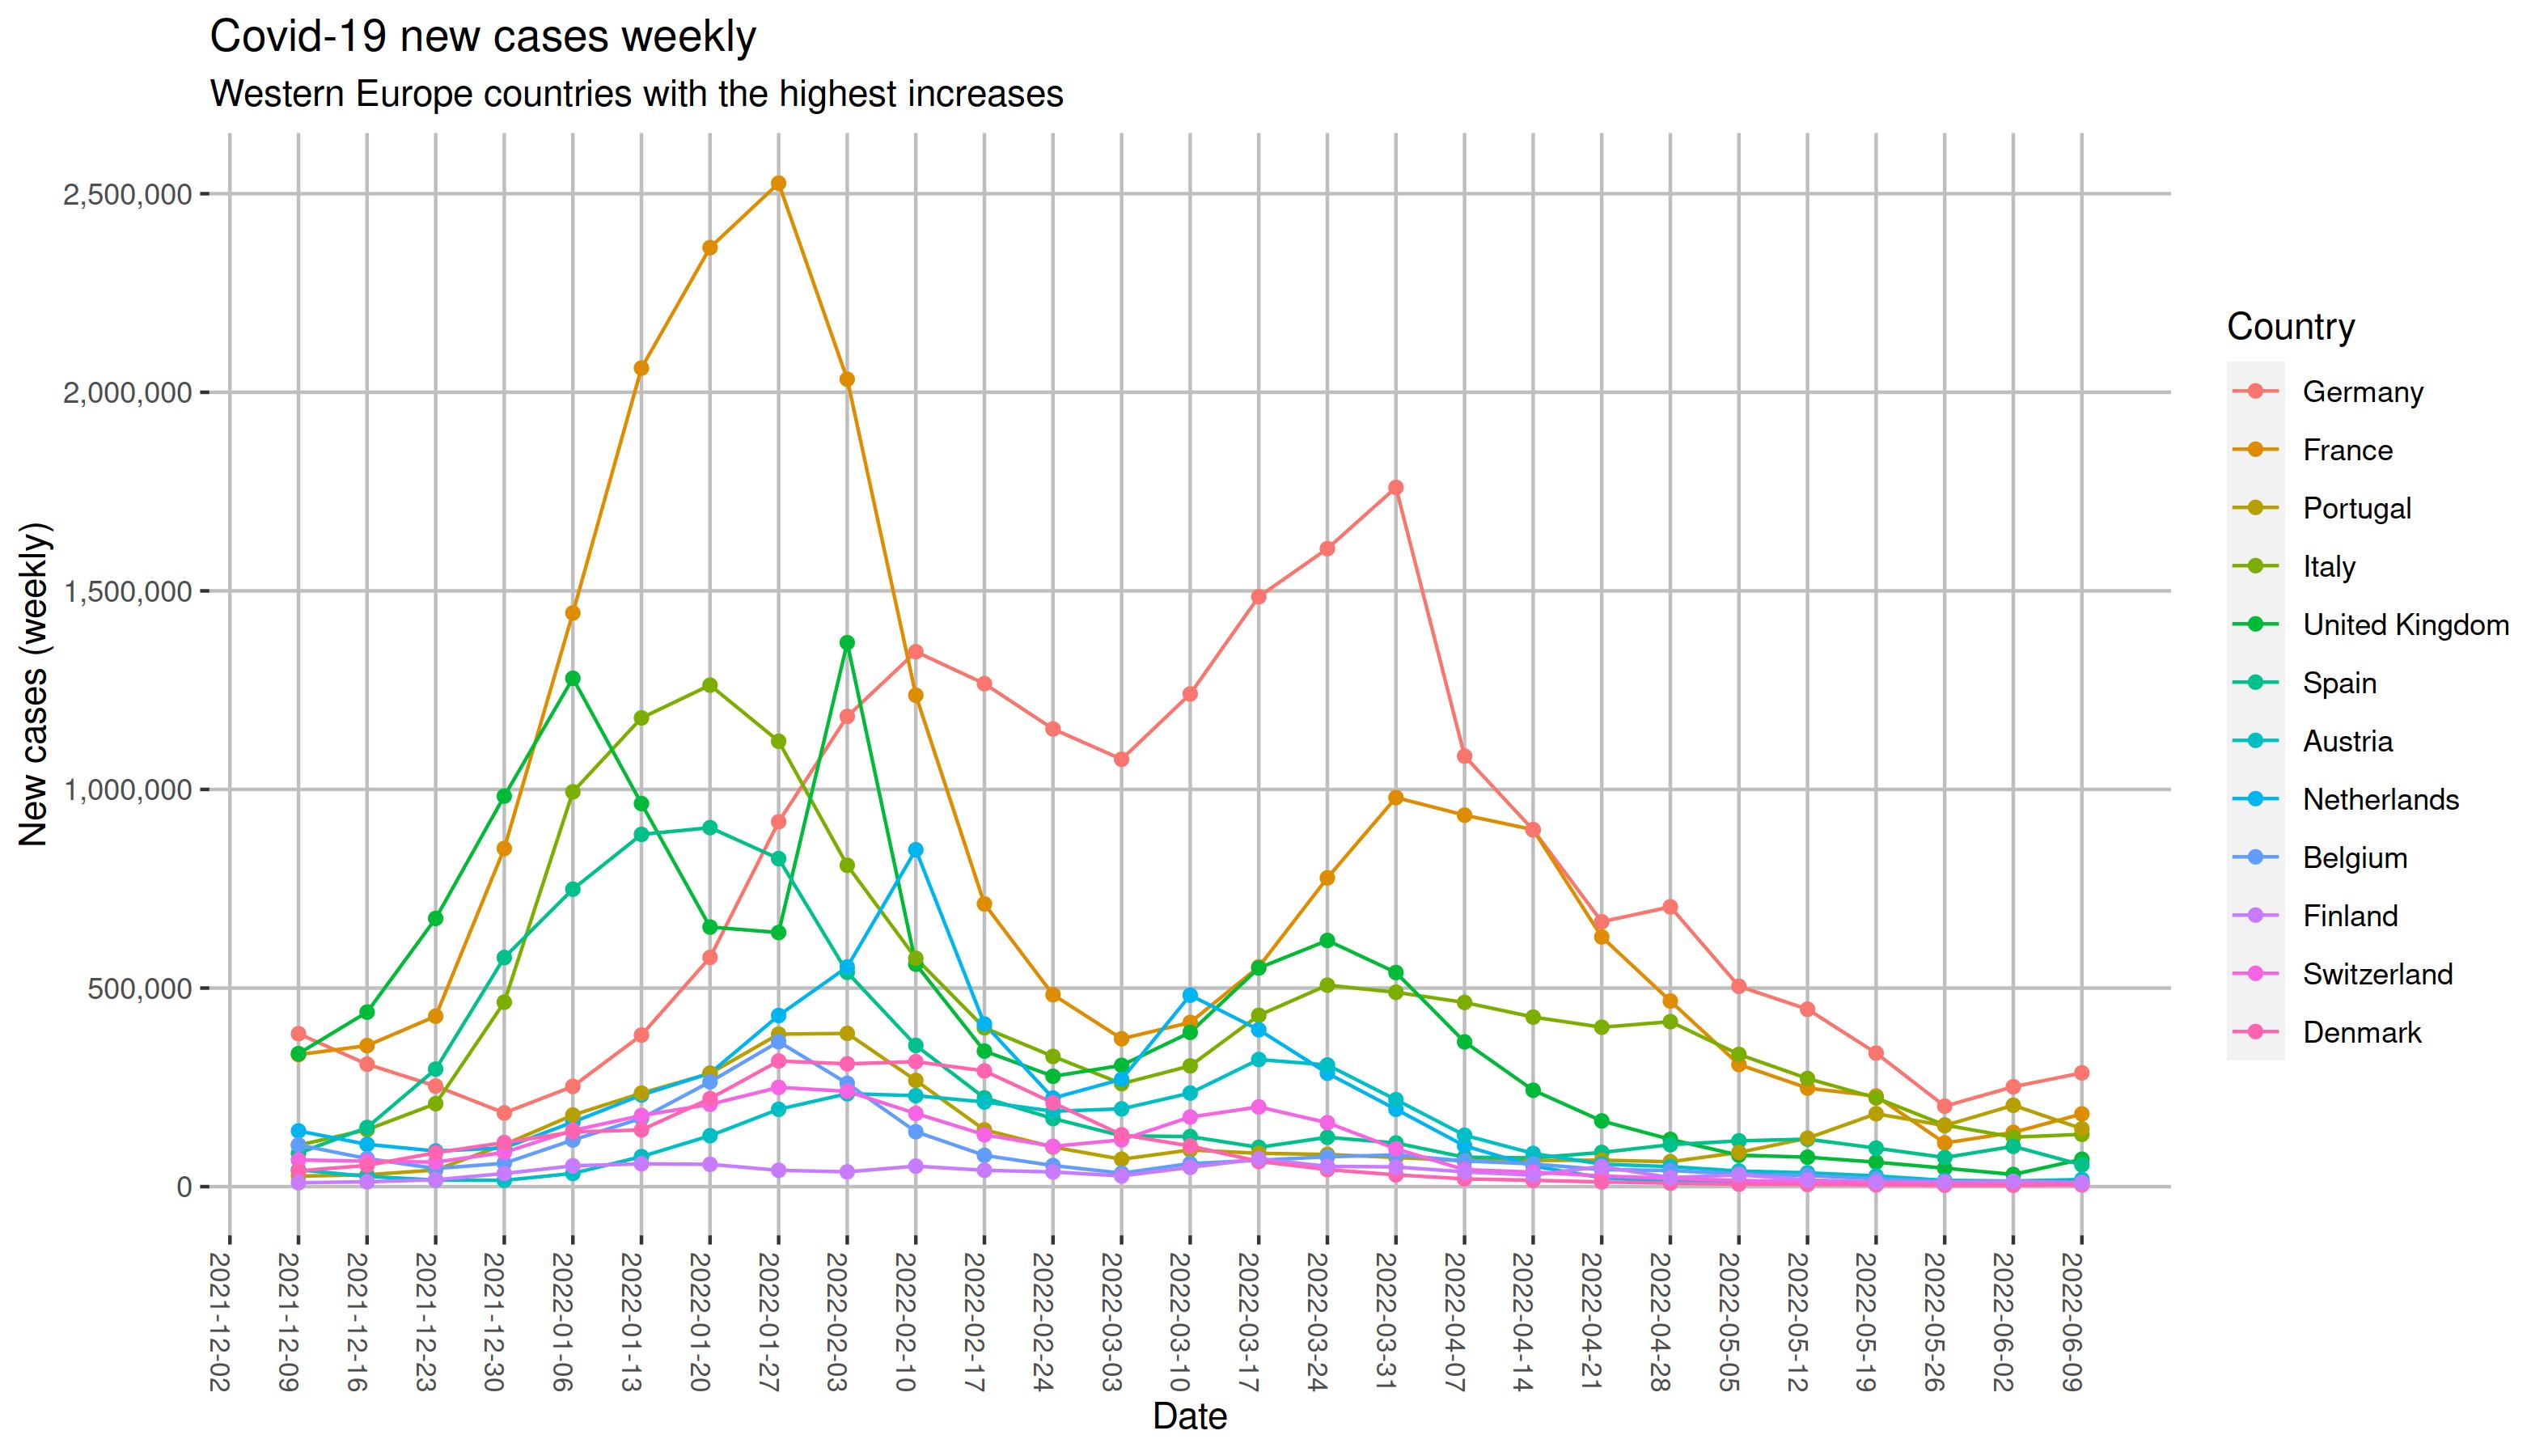 Covid-19 new cases weekly
Western Europe countries with the highest increases
New cases (weekly)
2,500,000
2,000,000
1,500,000
1,000,000
500,000
0
2021-12-02
2021-12-09
2021-12-16
2021-12-23
2021-12-30
2022-01-06
2022-01-13
2022-01-20
2022-01-27
2022-02-03
2022-02-10
2022-02-17
2022-02-24
2022-03-03
2022-03-10
2022-03-17
2022-03-24
2022-03-31
2022-04-07
2022-04-14
2022-04-21
2022-04-28
2022-05-05
2022-05-12
2022-05-19
2022-05-26
2022-06-02
2022-06-09
Date
Country
Germany
France
Portugal
Italy
United Kingdom
Spain
Austria
Netherlands
Belgium
Finland
Switzerland
Denmark